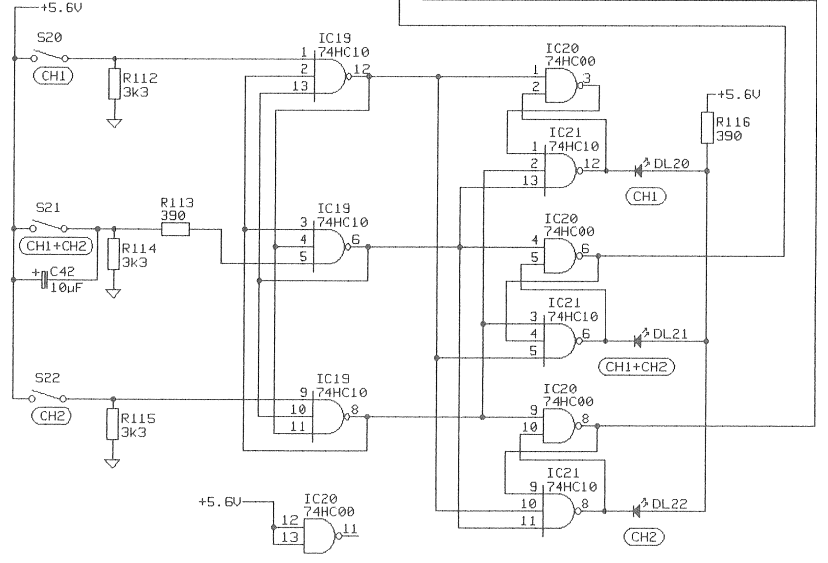 +5.6V
S20
CH1
R112
3k3
IC19
74HC10
1
2
13
12
IC20
74HC00
1
2
3
+5.6V
R116
390
IC21
74HC10
1
2
13
12
DL20
CH1
S21
CH1+CH2
R113
390
R114
3k3
+
C42
10µF
IC19
74HC10
3
4
5
6
IC20
74HC00
4
5
6
IC21
74HC10
3
4
5
6
DL21
CH1+CH2
S22
CH2
R115
3k3
IC19
74HC10
9
10
11
8
IC20
74HC00
9
10
8
IC21
74HC10
9
10
11
8
DL22
CH2
+5.6V
IC20
74HC00
12
13
11